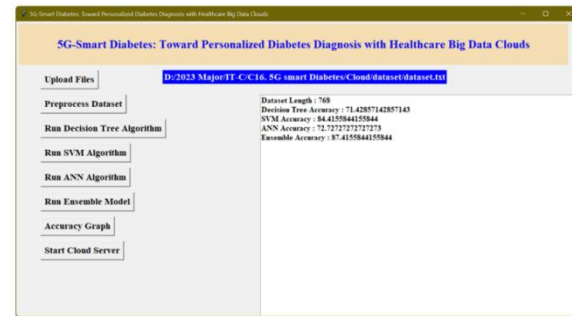 5G-Smart Diabetes: Toward Personalized Diabetes Diagnosis with Healthcare Big Data Clouds
5G-Smart Diabetes: Toward Personalized Diabetes Diagnosis with Healthcare Big Data Clouds
Upload Files
D:/2023 Major/IT-C/C16. 5G smart Diabetes/Cloud/dataset/dataset.txt
Preprocess Dataset
Run Decision Tree Algorithm
Run SVM Algorithm
Run ANN Algorithm
Run Ensemble Model
Accuracy Graph
Start Cloud Server
Dataset Length : 768
Decision Tree Accuracy : 71.42857142857143
SVM Accuracy : 84.4155844155844
ANN Accuracy : 72.72727272727273
Ensemble Accuracy : 87.4155844155844